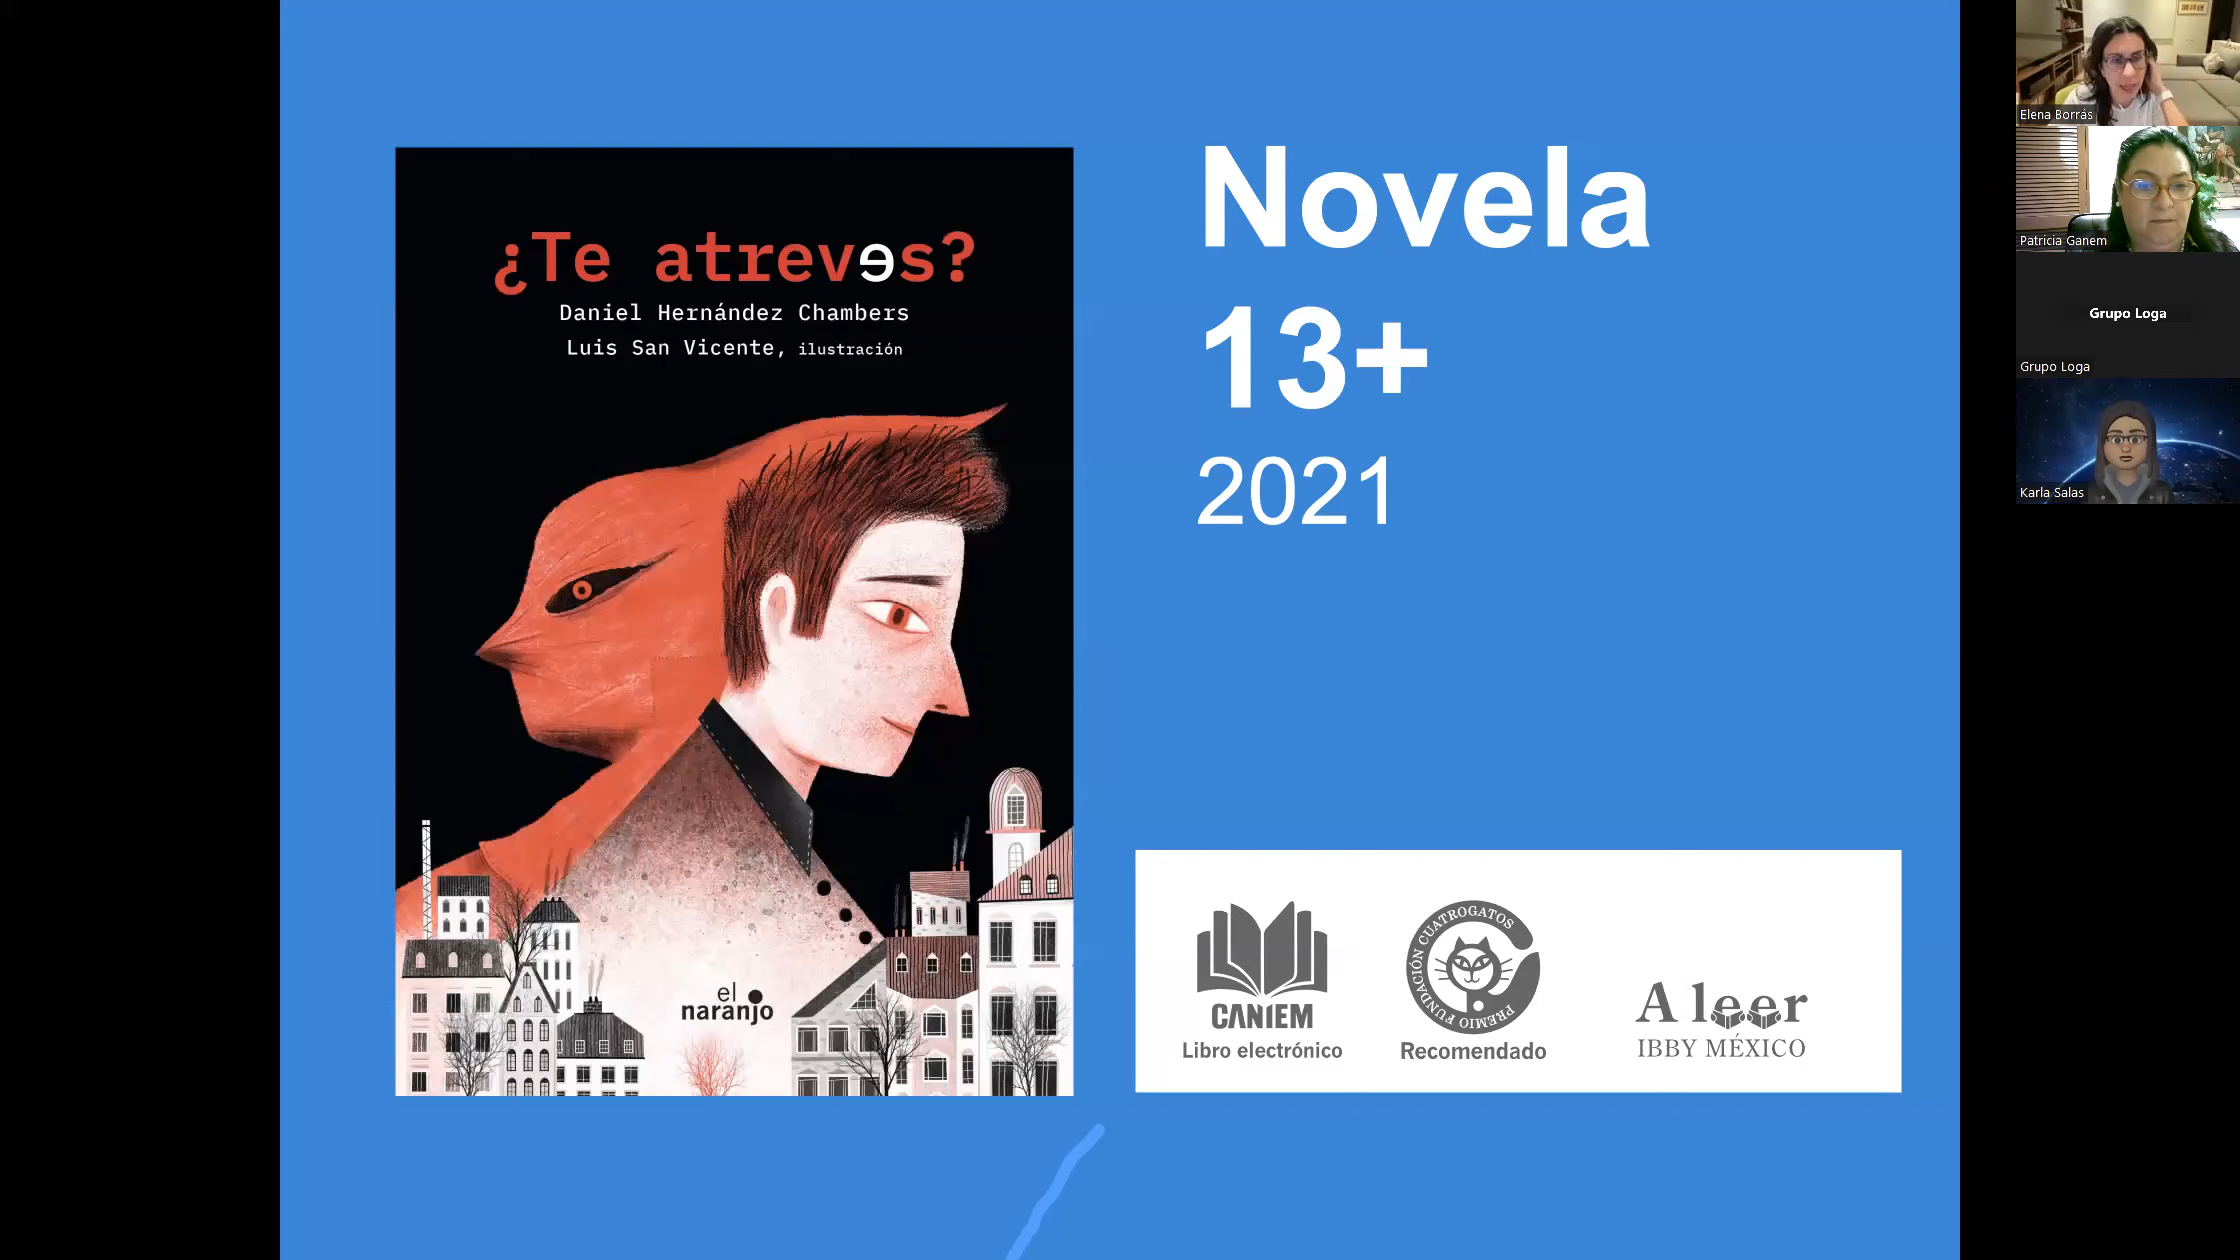 ¿Te atreves?
Daniel Hernández Chambers
Luis San Vicente, ilustración
el
naranjo
Novela
13+
2021
CANIEM
Libro electrónico
FUNDACIÓN CUATROGATOS
PREMIO
Recomendado
A leer
IBBY MÉXICO
Elena Borrás
Patricia Ganem
Grupo Loga
Grupo Loga
Karla Salas